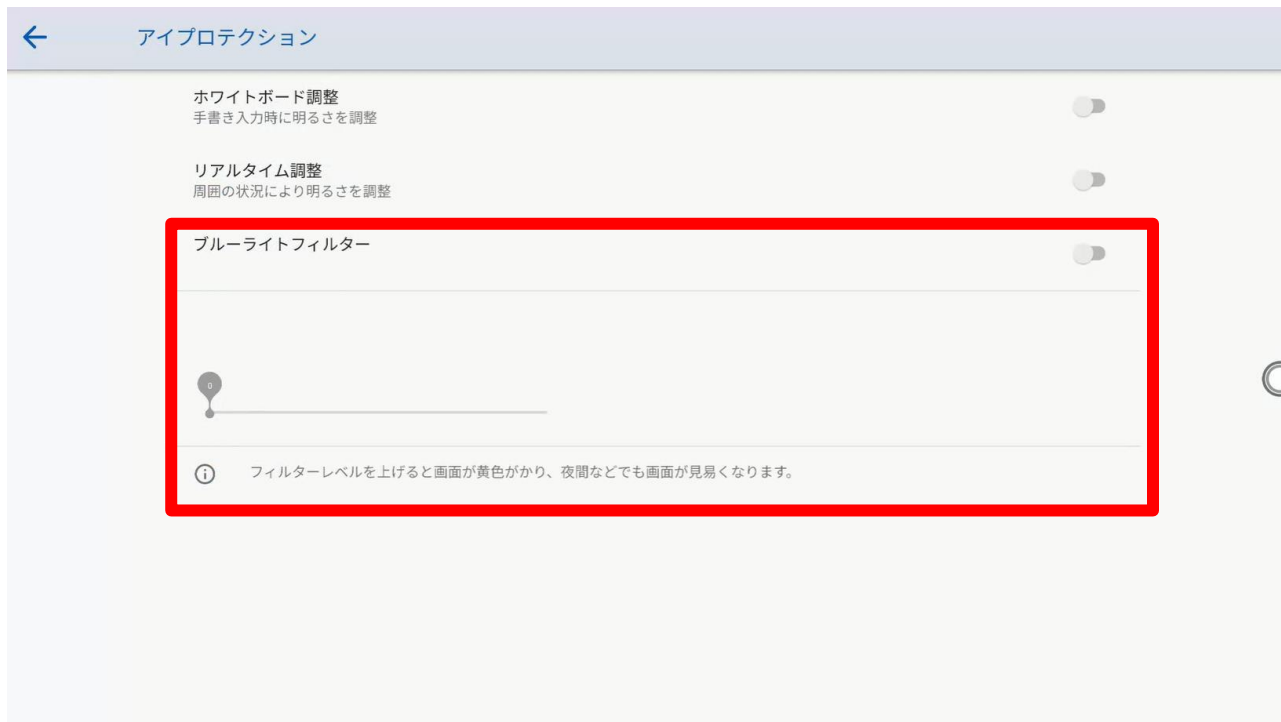 アイプロテクション
ホワイトボード調整
手書き入力時に明るさを調整
リアルタイム調整
周囲の状況により明るさを調整
ブルーライトフィルター
0
フィルターレベルを上げると画面が黄色がかり、夜間などでも画面が見易くなります。